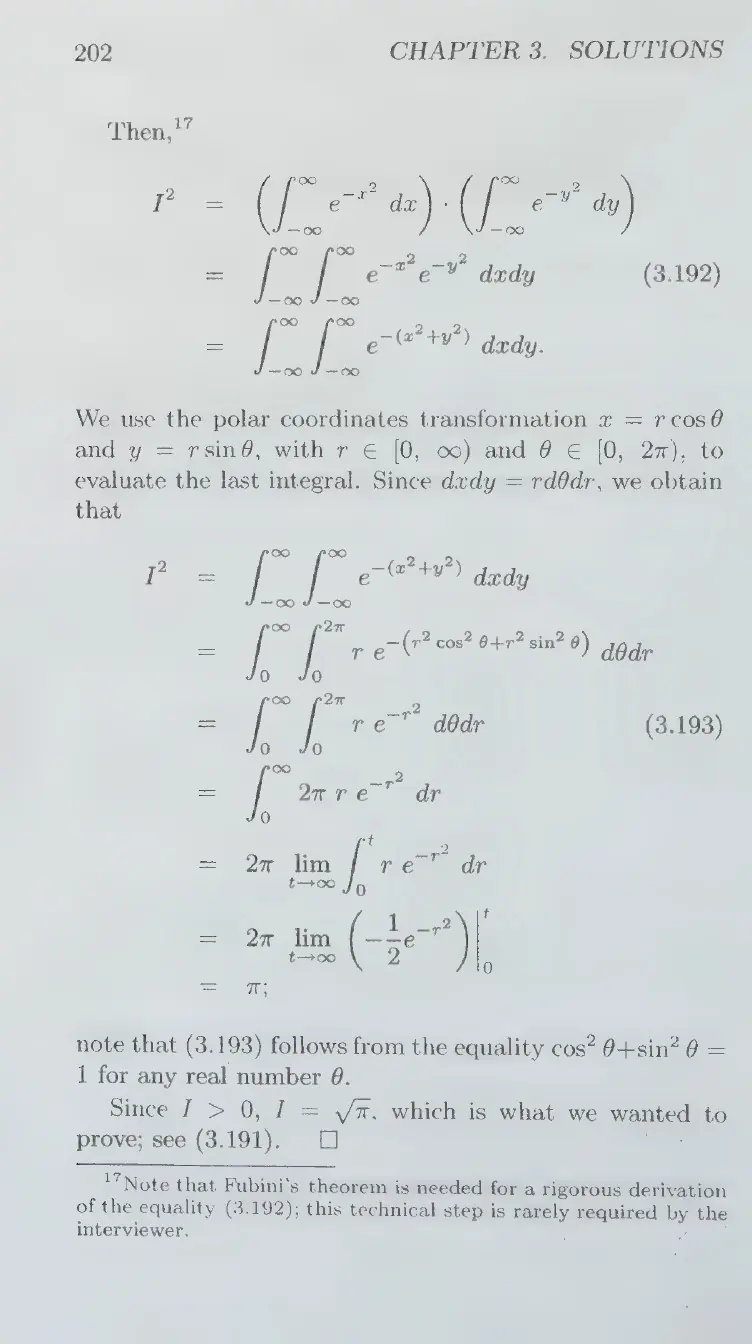 202 CHAPTER 3. SOLUTIONS
Then,¹⁷
I² = (∫_{-∞}^{∞} e^{-x²} dx) · (∫_{-∞}^{∞} e^{-y²} dy)
= ∫_{-∞}^{∞} ∫_{-∞}^{∞} e^{-x²} e^{-y²} dxdy (3.192)
= ∫_{-∞}^{∞} ∫_{-∞}^{∞} e^{-(x²+y²)} dxdy.
We use the polar coordinates transformation x = r cos θ
and y = r sin θ, with r ∈ [0, ∞) and θ ∈ [0, 2π), to
evaluate the last integral. Since dxdy = rdθdr, we obtain
that
I² = ∫_{-∞}^{∞} ∫_{-∞}^{∞} e^{-(x²+y²)} dxdy
= ∫_{0}^{∞} ∫_{0}^{2π} r e^{-(r² cos² θ+r² sin² θ)} dθdr
= ∫_{0}^{∞} ∫_{0}^{2π} r e^{-r²} dθdr (3.193)
= ∫_{0}^{∞} 2π r e^{-r²} dr
= 2π lim_{t→∞} ∫_{0}^{t} r e^{-r²} dr
= 2π lim_{t→∞} (-1/2 e^{-r²})|_{0}^{t}
= π;
note that (3.193) follows from the equality cos² θ+sin² θ =
1 for any real number θ.
Since I > 0, I = √π, which is what we wanted to
prove; see (3.191). □
¹⁷Note that Fubini's theorem is needed for a rigorous derivation
of the equality (3.192); this technical step is rarely required by the
interviewer.